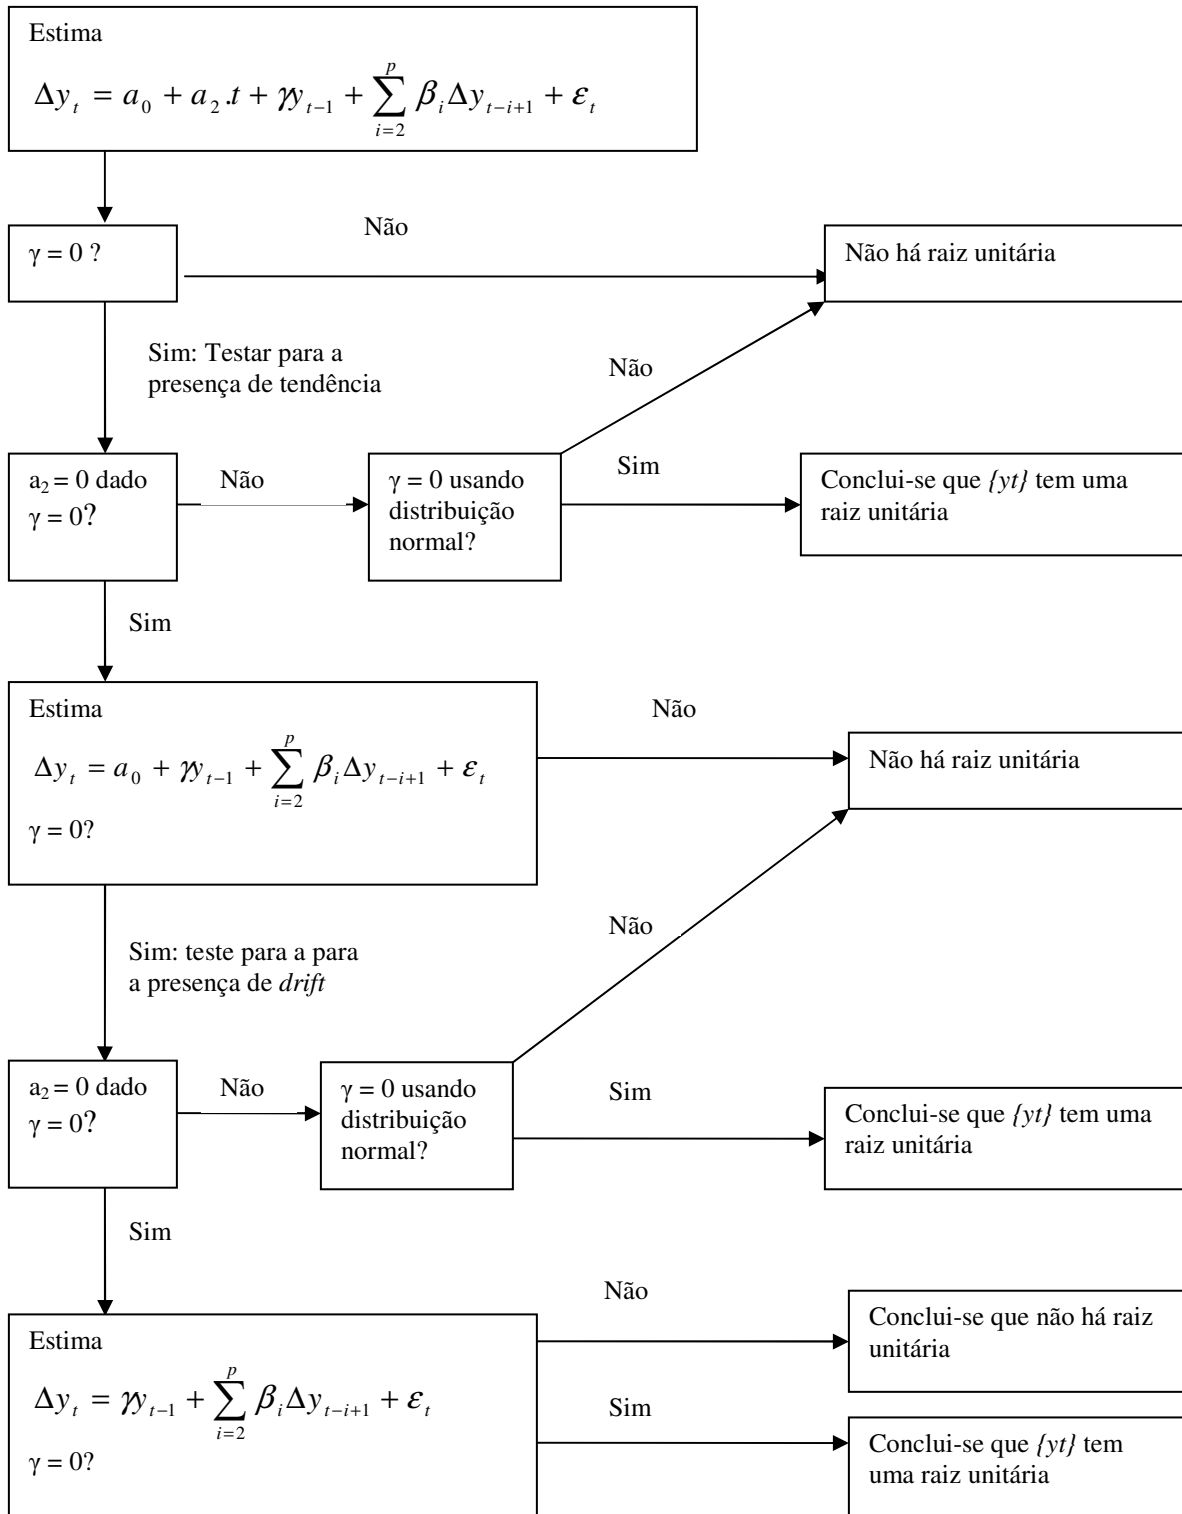 Estima
Δy_t = a_0 + a_2.t + γy_{t−1} + ∑_{i=2}^{p} β_i Δy_{t−i+1} + ε_t
Não
γ = 0 ?
Não há raiz unitária
Sim: Testar para a
presença de tendência
Não
a₂ = 0 dado
γ = 0?
Não
γ = 0 usando
distribuição
normal?
Sim
Conclui-se que {yt} tem uma
raiz unitária
Sim
Estima
Δy_t = a_0 + γy_{t−1} + ∑_{i=2}^{p} β_i Δy_{t−i+1} + ε_t
γ = 0?
Não
Não há raiz unitária
Sim: teste para a para
a presença de drift
Não
a₂ = 0 dado
γ = 0?
Não
γ = 0 usando
distribuição
normal?
Sim
Conclui-se que {yt} tem uma
raiz unitária
Sim
Estima
Δy_t = γy_{t−1} + ∑_{i=2}^{p} β_i Δy_{t−i+1} + ε_t
γ = 0?
Não
Conclui-se que não há raiz
unitária
Sim
Conclui-se que {yt} tem
uma raiz unitária